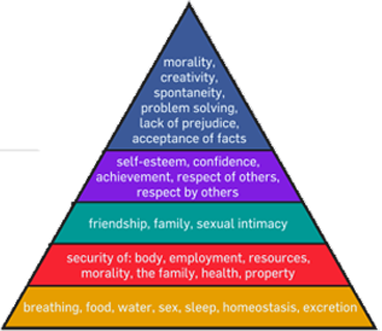 morality,
creativity,
spontaneity,
problem solving,
lack of prejudice,
acceptance of facts
self-esteem, confidence,
achievement, respect of others,
respect by others
friendship, family, sexual intimacy
security of: body, employment, resources,
morality, the family, health, property
breathing, food, water, sex, sleep, homeostasis, excretion